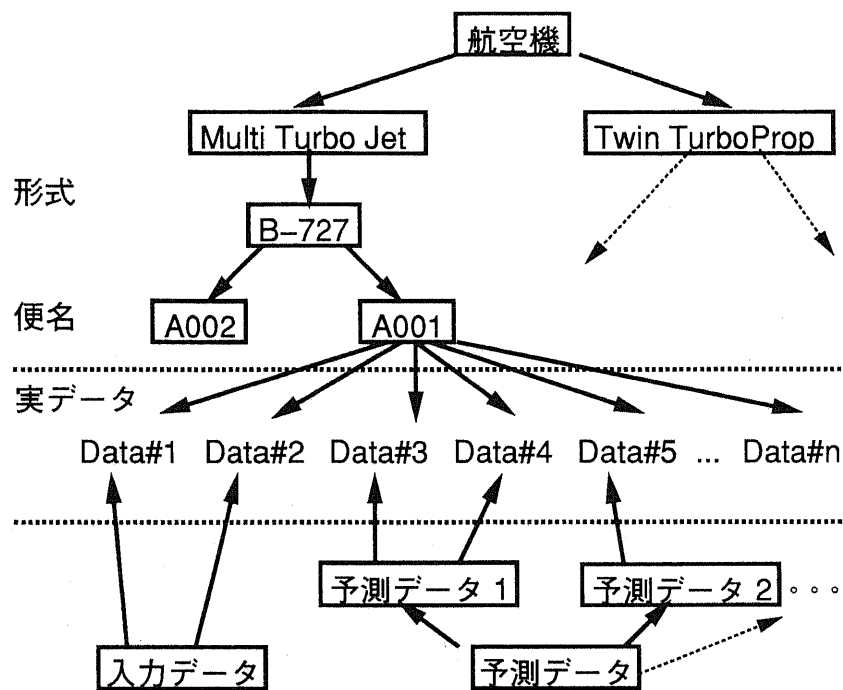 航空機
Multi Turbo Jet
Twin TurboProp
形式
B-727
便名
A002
A001
実データ
Data#1 Data#2 Data#3 Data#4 Data#5 ... Data#n
予測データ 1
予測データ 2 。。。
入力データ
予測データ